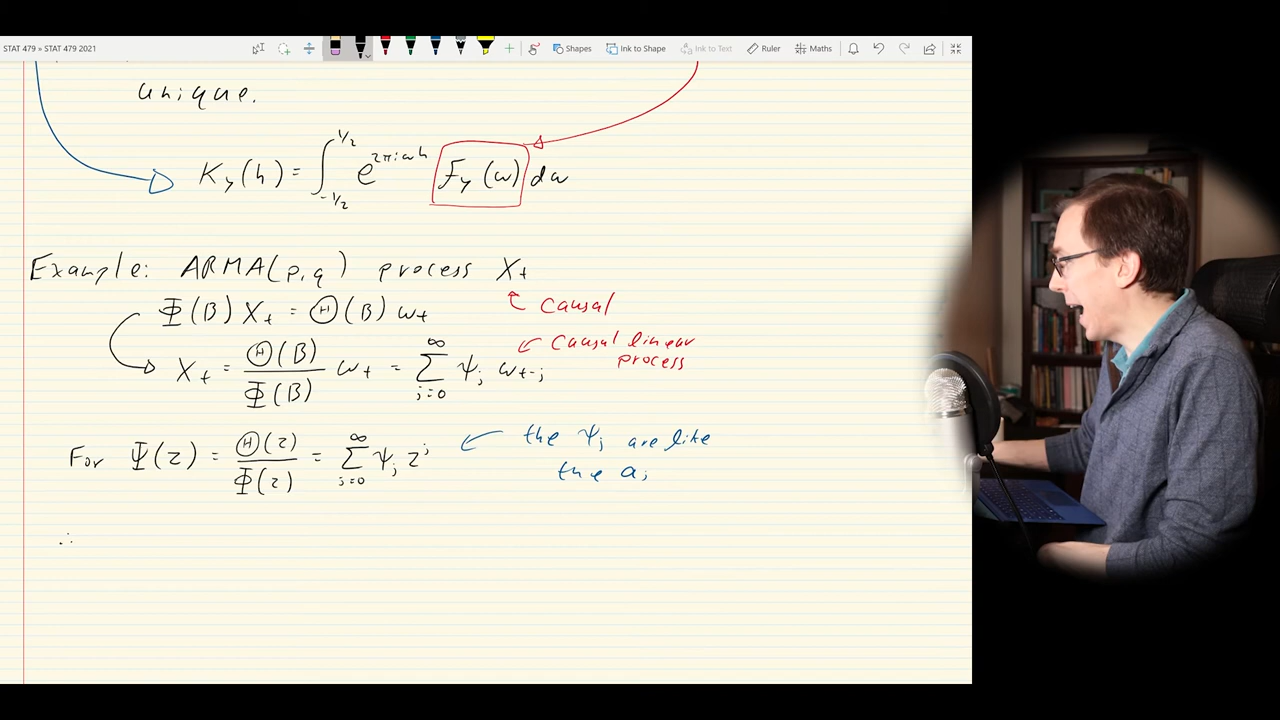 STAT 479 » STAT 479 2021
Shapes Ink to Shape Ink to Text Ruler Maths
unique.
K_y(h) = ∫_{-1/2}^{1/2} e^{2πiωh} f_y(ω) dω
Example: ARMA(p,q) process X_t
Φ(B) X_t = Θ(B) w_t
causal
X_t = Θ(B)/Φ(B) w_t = Σ_{j=0}^{∞} ψ_j w_{t-j}
causal linear
process
For Ψ(z) = Θ(z)/Φ(z) = Σ_{j=0}^{∞} ψ_j z^j
the ψ_j are like
the a_j
∴